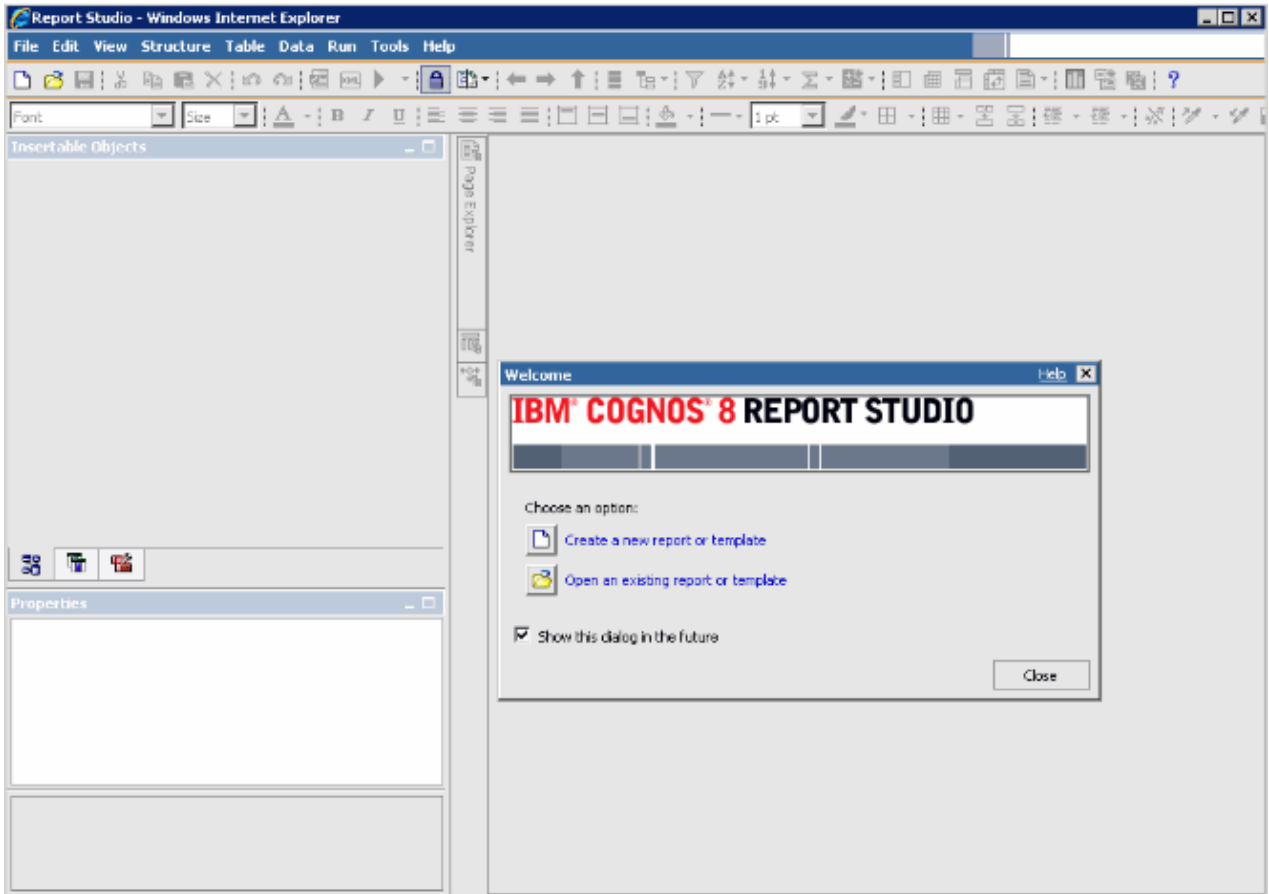 Report Studio - Windows Internet Explorer
File Edit View Structure Table Data Run Tools Help
Font Size A B I U 1 pt
Insertable Objects
Page Explorer
Welcome Help
IBM® COGNOS® 8 REPORT STUDIO
Choose an option:
Create a new report or template
Open an existing report or template
Properties
Show this dialog in the future
Close